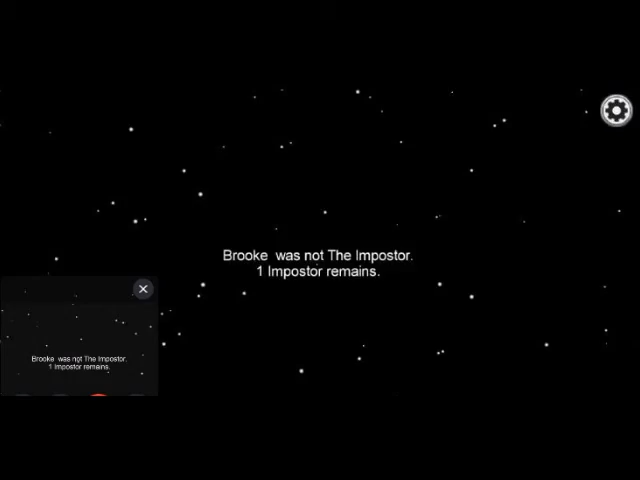 Brooke  was not The Impostor.
1 Impostor remains.
Brooke  was not The Impostor.
1 Impostor remains.